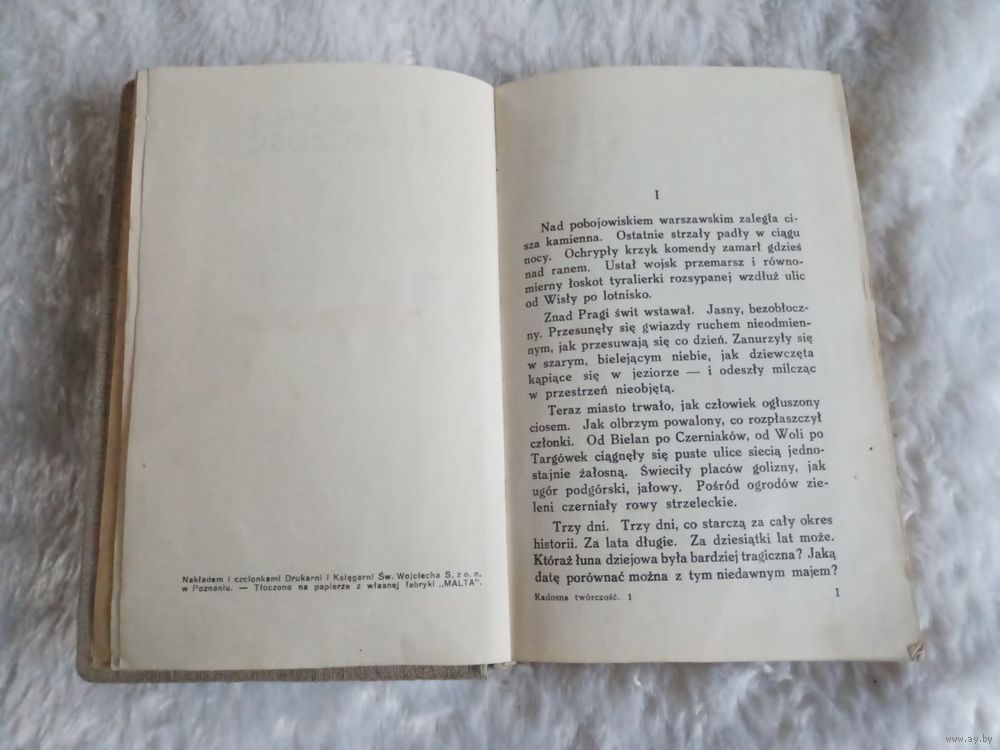 Nakładem i czcionkami Drukarni i Księgarni Św. Wojciecha S. z o. o.
w Poznaniu. — Tłoczono na papierze z własnej fabryki „MALTA".
I
Nad pobojowiskiem warszawskim zaległa ci-
sza kamienna. Ostatnie strzały padły w ciągu
nocy. Ochrypły krzyk komendy zamarł gdzieś
nad ranem. Ustał wojsk przemarsz i równo-
mierny łoskot tyralierki rozsypanej wzdłuż ulic
od Wisły po lotnisko.
Znad Pragi świt wstawał. Jasny, bezobłocz-
ny. Przesunęły się gwiazdy ruchem nieodmien-
nym, jak przesuwają się co dzień. Zanurzyły się
w szarym, bielejącym niebie, jak dziewczęta
kąpiące się w jeziorze — i odeszły milcząc
w przestrzeń nieobjętą.
Teraz miasto trwało, jak człowiek ogłuszony
ciosem. Jak olbrzym powalony, co rozpłaszczył
członki. Od Bielan po Czerniaków, od Woli po
Targówek ciągnęły się puste ulice siecią jedno-
stajnie żałosną. Świeciły placów golizny, jak
ugór podgórski, jałowy. Pośród ogrodów zie-
leni czerniały rowy strzeleckie.
Trzy dni. Trzy dni, co starczą za cały okres
historii. Za lata długie. Za dziesiątki lat może.
Któraż łuna dziejowa była bardziej tragiczna? Jaką
datę porównać można z tym niedawnym majem?
Radosna twórczość. 1
1
www.ay.by